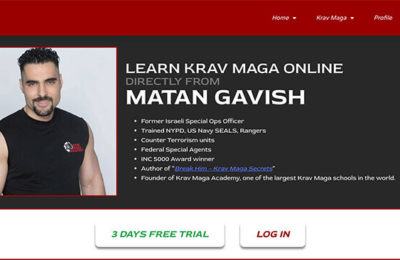 Home Krav Maga Profile
LEARN KRAV MAGA ONLINE
DIRECTLY FROM
MATAN GAVISH
Former Israeli Special Ops Officer
Trained NYPD, US Navy SEALS, Rangers
Counter Terrorism units
Federal Special Agents
INC 5000 Award winner
Author of "Break Him – Krav Maga Secrets"
Founder of Krav Maga Academy, one of the largest Krav Maga schools in the world.
3 DAYS FREE TRIAL
LOG IN